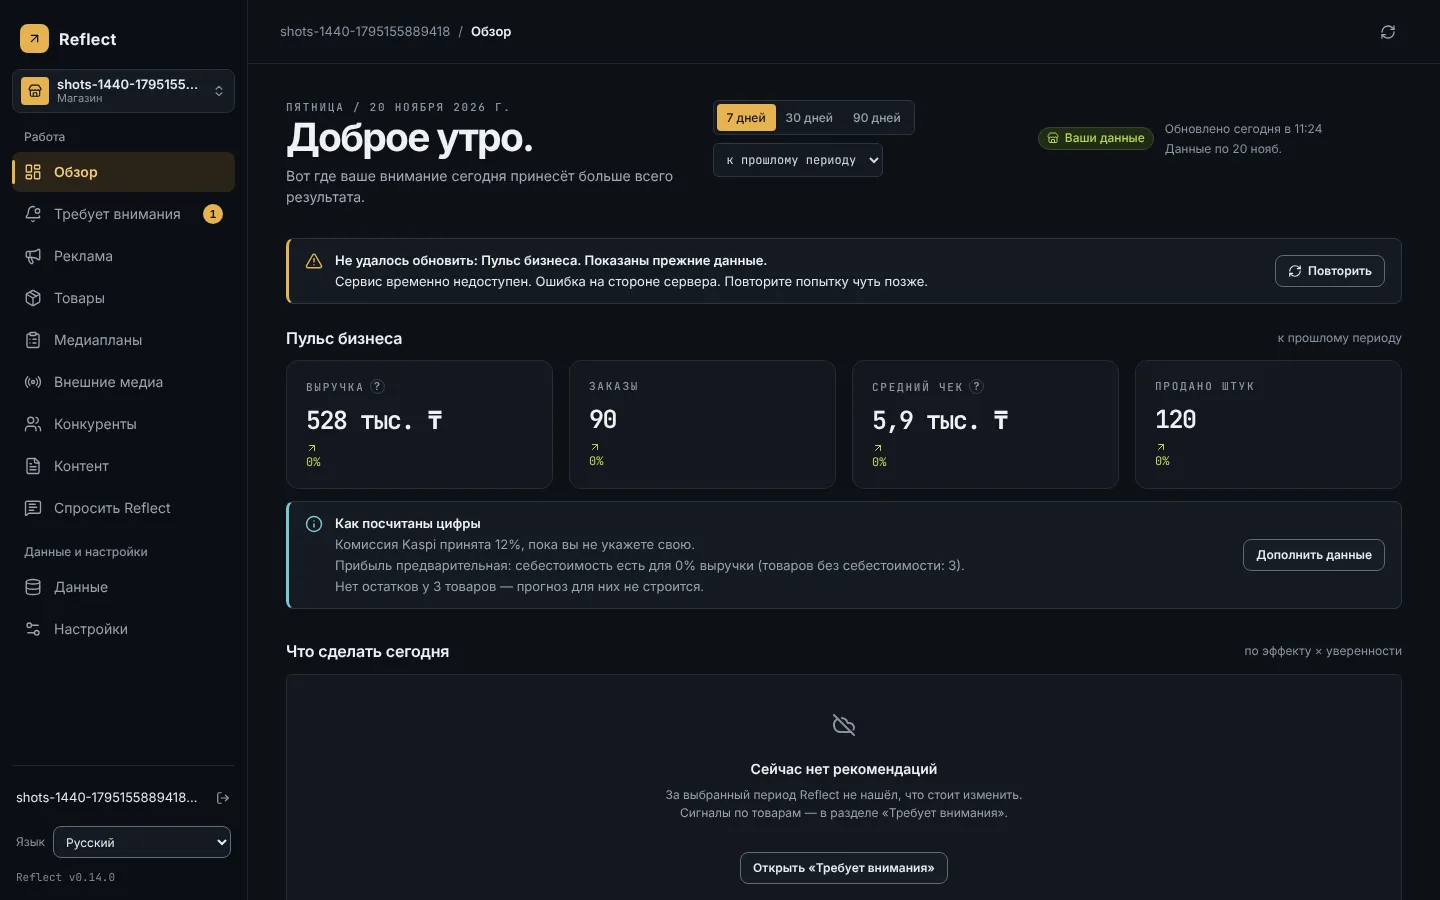 Reflect
shots-1440-1795155...
Магазин
Работа
Обзор
Требует внимания
1
Реклама
Товары
Медиапланы
Внешние медиа
Конкуренты
Контент
Спросить Reflect
Данные и настройки
Данные
Настройки
shots-1440-1795155889418...
Язык
Русский
Reflect v0.14.0
shots-1440-1795155889418 / Обзор
ПЯТНИЦА / 20 НОЯБРЯ 2026 Г.
Доброе утро.
Вот где ваше внимание сегодня принесёт больше всего
результата.
7 дней 30 дней 90 дней
к прошлому периоду
Ваши данные
Обновлено сегодня в 11:24
Данные по 20 нояб.
Не удалось обновить: Пульс бизнеса. Показаны прежние данные.
Сервис временно недоступен. Ошибка на стороне сервера. Повторите попытку чуть позже.
Повторить
Пульс бизнеса
к прошлому периоду
ВЫРУЧКА ?
528 тыс. ₸
0%
ЗАКАЗЫ
90
0%
СРЕДНИЙ ЧЕК ?
5,9 тыс. ₸
0%
ПРОДАНО ШТУК
120
0%
Как посчитаны цифры
Комиссия Kaspi принята 12%, пока вы не укажете свою.
Прибыль предварительная: себестоимость есть для 0% выручки (товаров без себестоимости: 3).
Нет остатков у 3 товаров — прогноз для них не строится.
Дополнить данные
Что сделать сегодня
по эффекту × уверенности
Сейчас нет рекомендаций
За выбранный период Reflect не нашёл, что стоит изменить.
Сигналы по товарам — в разделе «Требует внимания».
Открыть «Требует внимания»